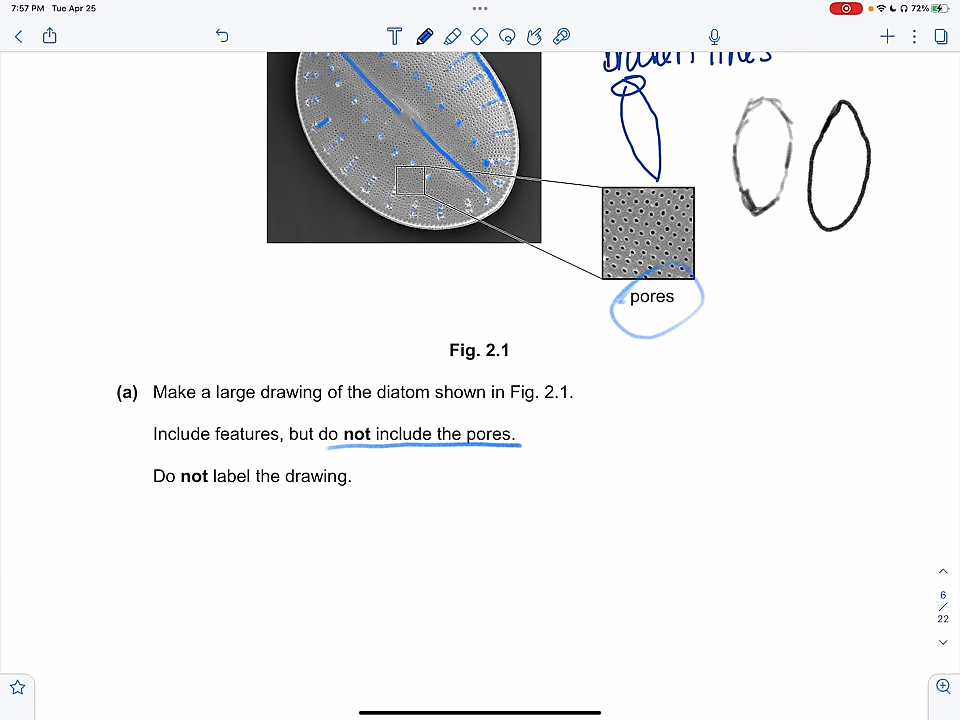 7:57 PM Tue Apr 25
72%
pores
Fig. 2.1
(a) Make a large drawing of the diatom shown in Fig. 2.1.
Include features, but do not include the pores.
Do not label the drawing.
6
/
22